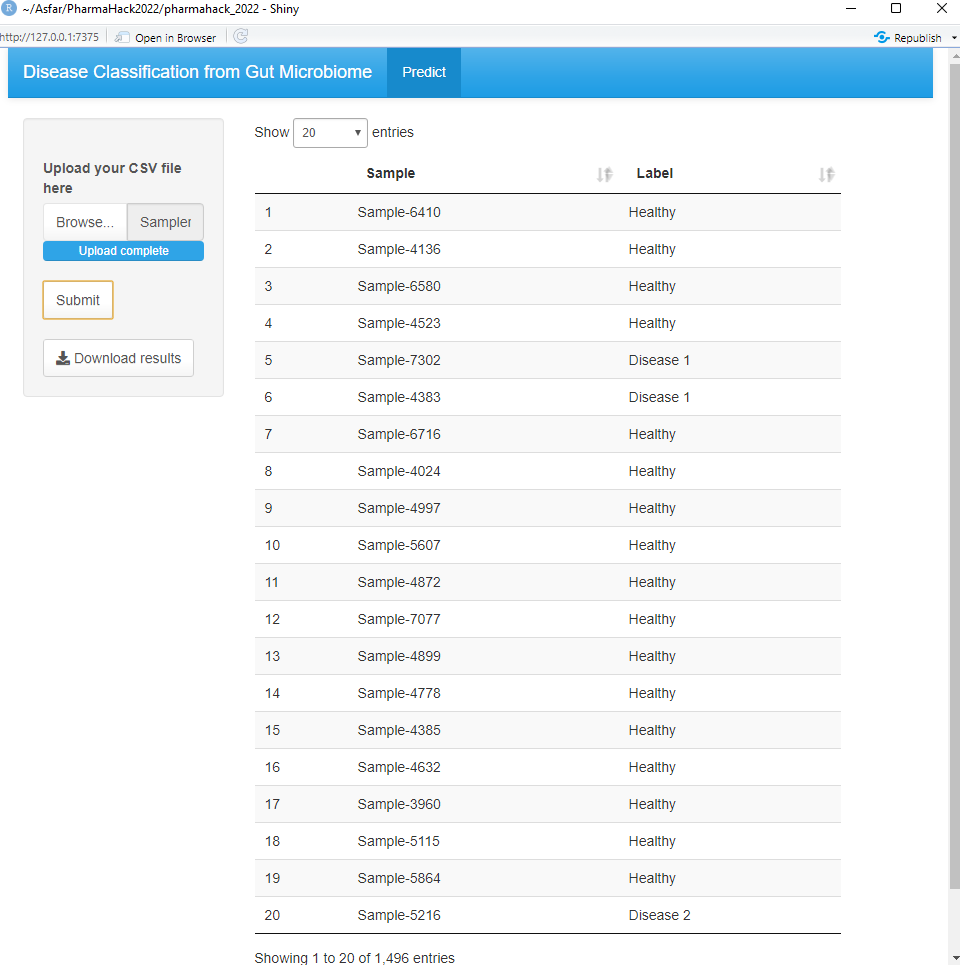 R ~/Asfar/PharmaHack2022/pharmahack_2022 - Shiny
http://127.0.0.1:7375 Open in Browser Republish
Disease Classification from Gut Microbiome Predict
Show 20 entries
Upload your CSV file
here
Browse... Sampler
Upload complete
Submit
Download results
Sample Label
1 Sample-6410 Healthy
2 Sample-4136 Healthy
3 Sample-6580 Healthy
4 Sample-4523 Healthy
5 Sample-7302 Disease 1
6 Sample-4383 Disease 1
7 Sample-6716 Healthy
8 Sample-4024 Healthy
9 Sample-4997 Healthy
10 Sample-5607 Healthy
11 Sample-4872 Healthy
12 Sample-7077 Healthy
13 Sample-4899 Healthy
14 Sample-4778 Healthy
15 Sample-4385 Healthy
16 Sample-4632 Healthy
17 Sample-3960 Healthy
18 Sample-5115 Healthy
19 Sample-5864 Healthy
20 Sample-5216 Disease 2
Showing 1 to 20 of 1,496 entries